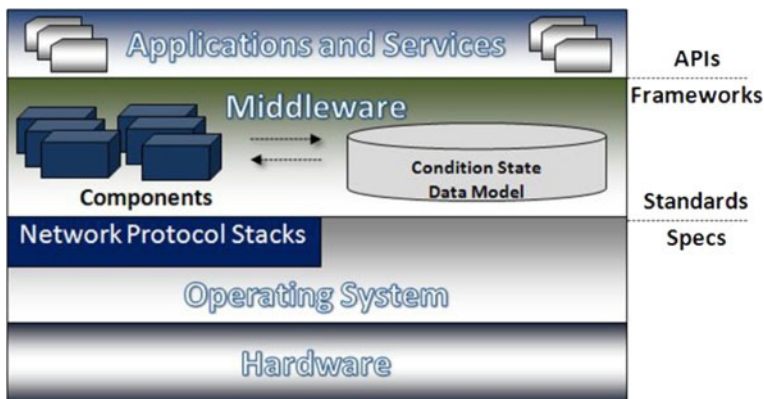 Applications and Services
APIs
Frameworks
Middleware
Condition State
Data Model
Components
Standards
Specs
Network Protocol Stacks
Operating System
Hardware